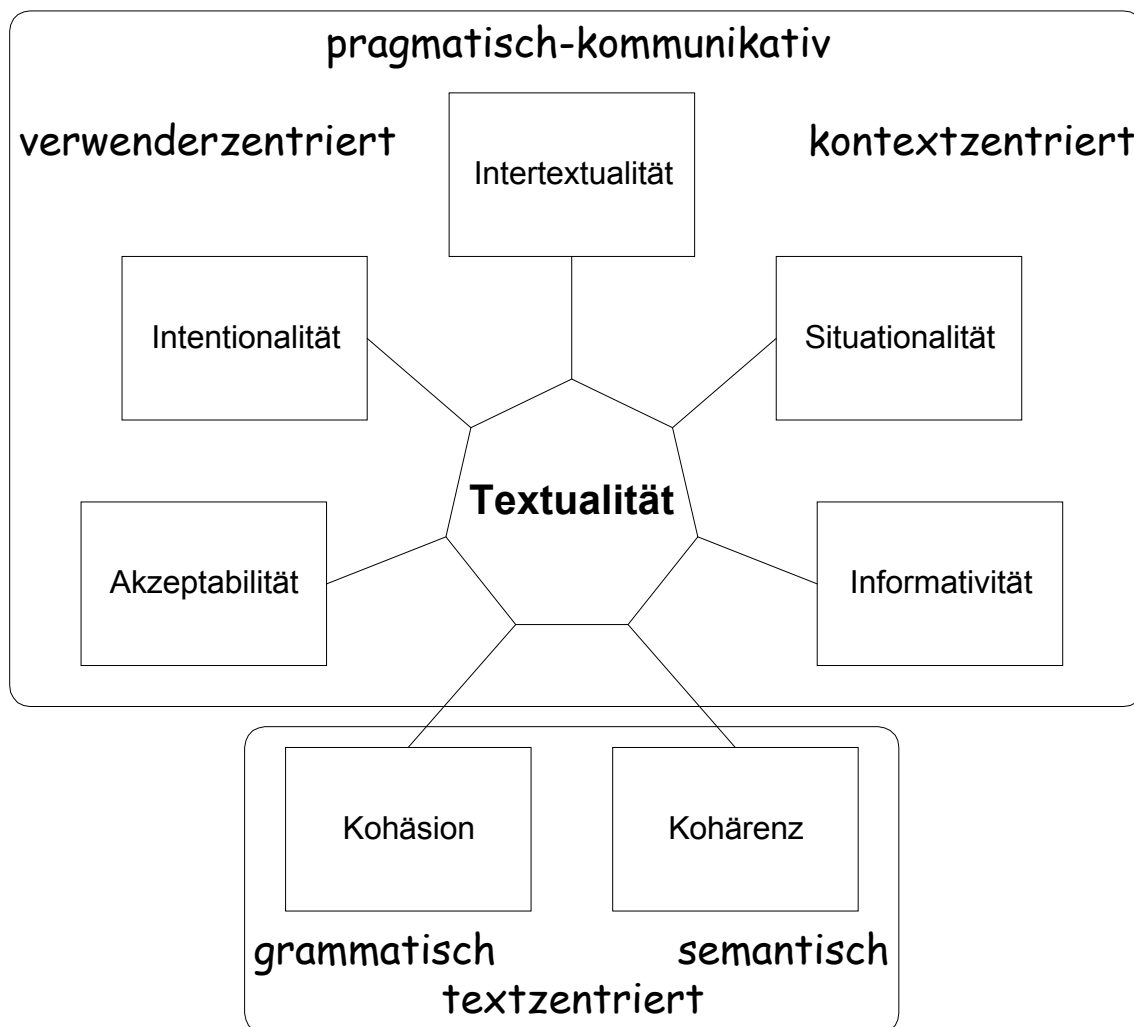 pragmatisch-kommunikativ
verwenderzentriert
kontextzentriert
Intertextualität
Intentionalität
Situationalität
Textualität
Akzeptabilität
Informativität
Kohäsion
Kohärenz
grammatisch
semantisch
textzentriert